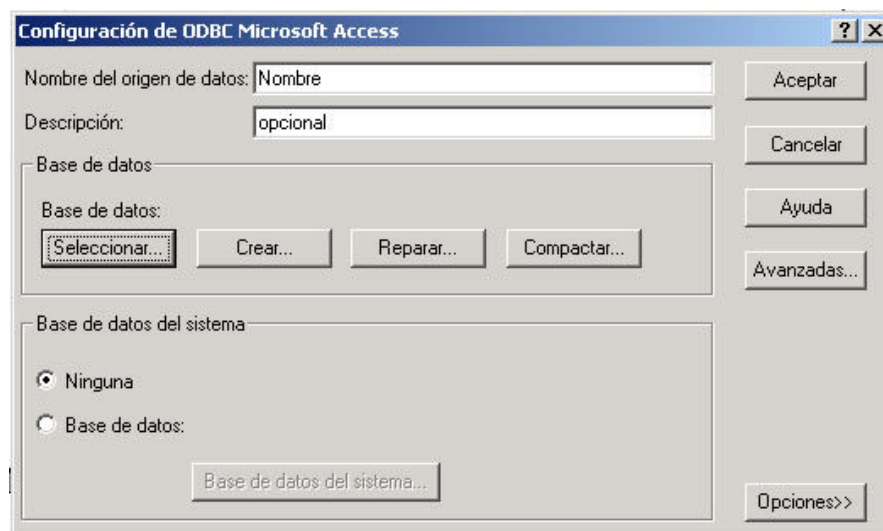 Configuración de ODBC Microsoft Access
Nombre del origen de datos: Nombre
Aceptar
Descripción: opcional
Cancelar
Base de datos
Base de datos:
Ayuda
Seleccionar... Crear... Reparar... Compactar...
Avanzadas...
Base de datos del sistema
Ninguna
Base de datos:
Base de datos del sistema...
Opciones>>